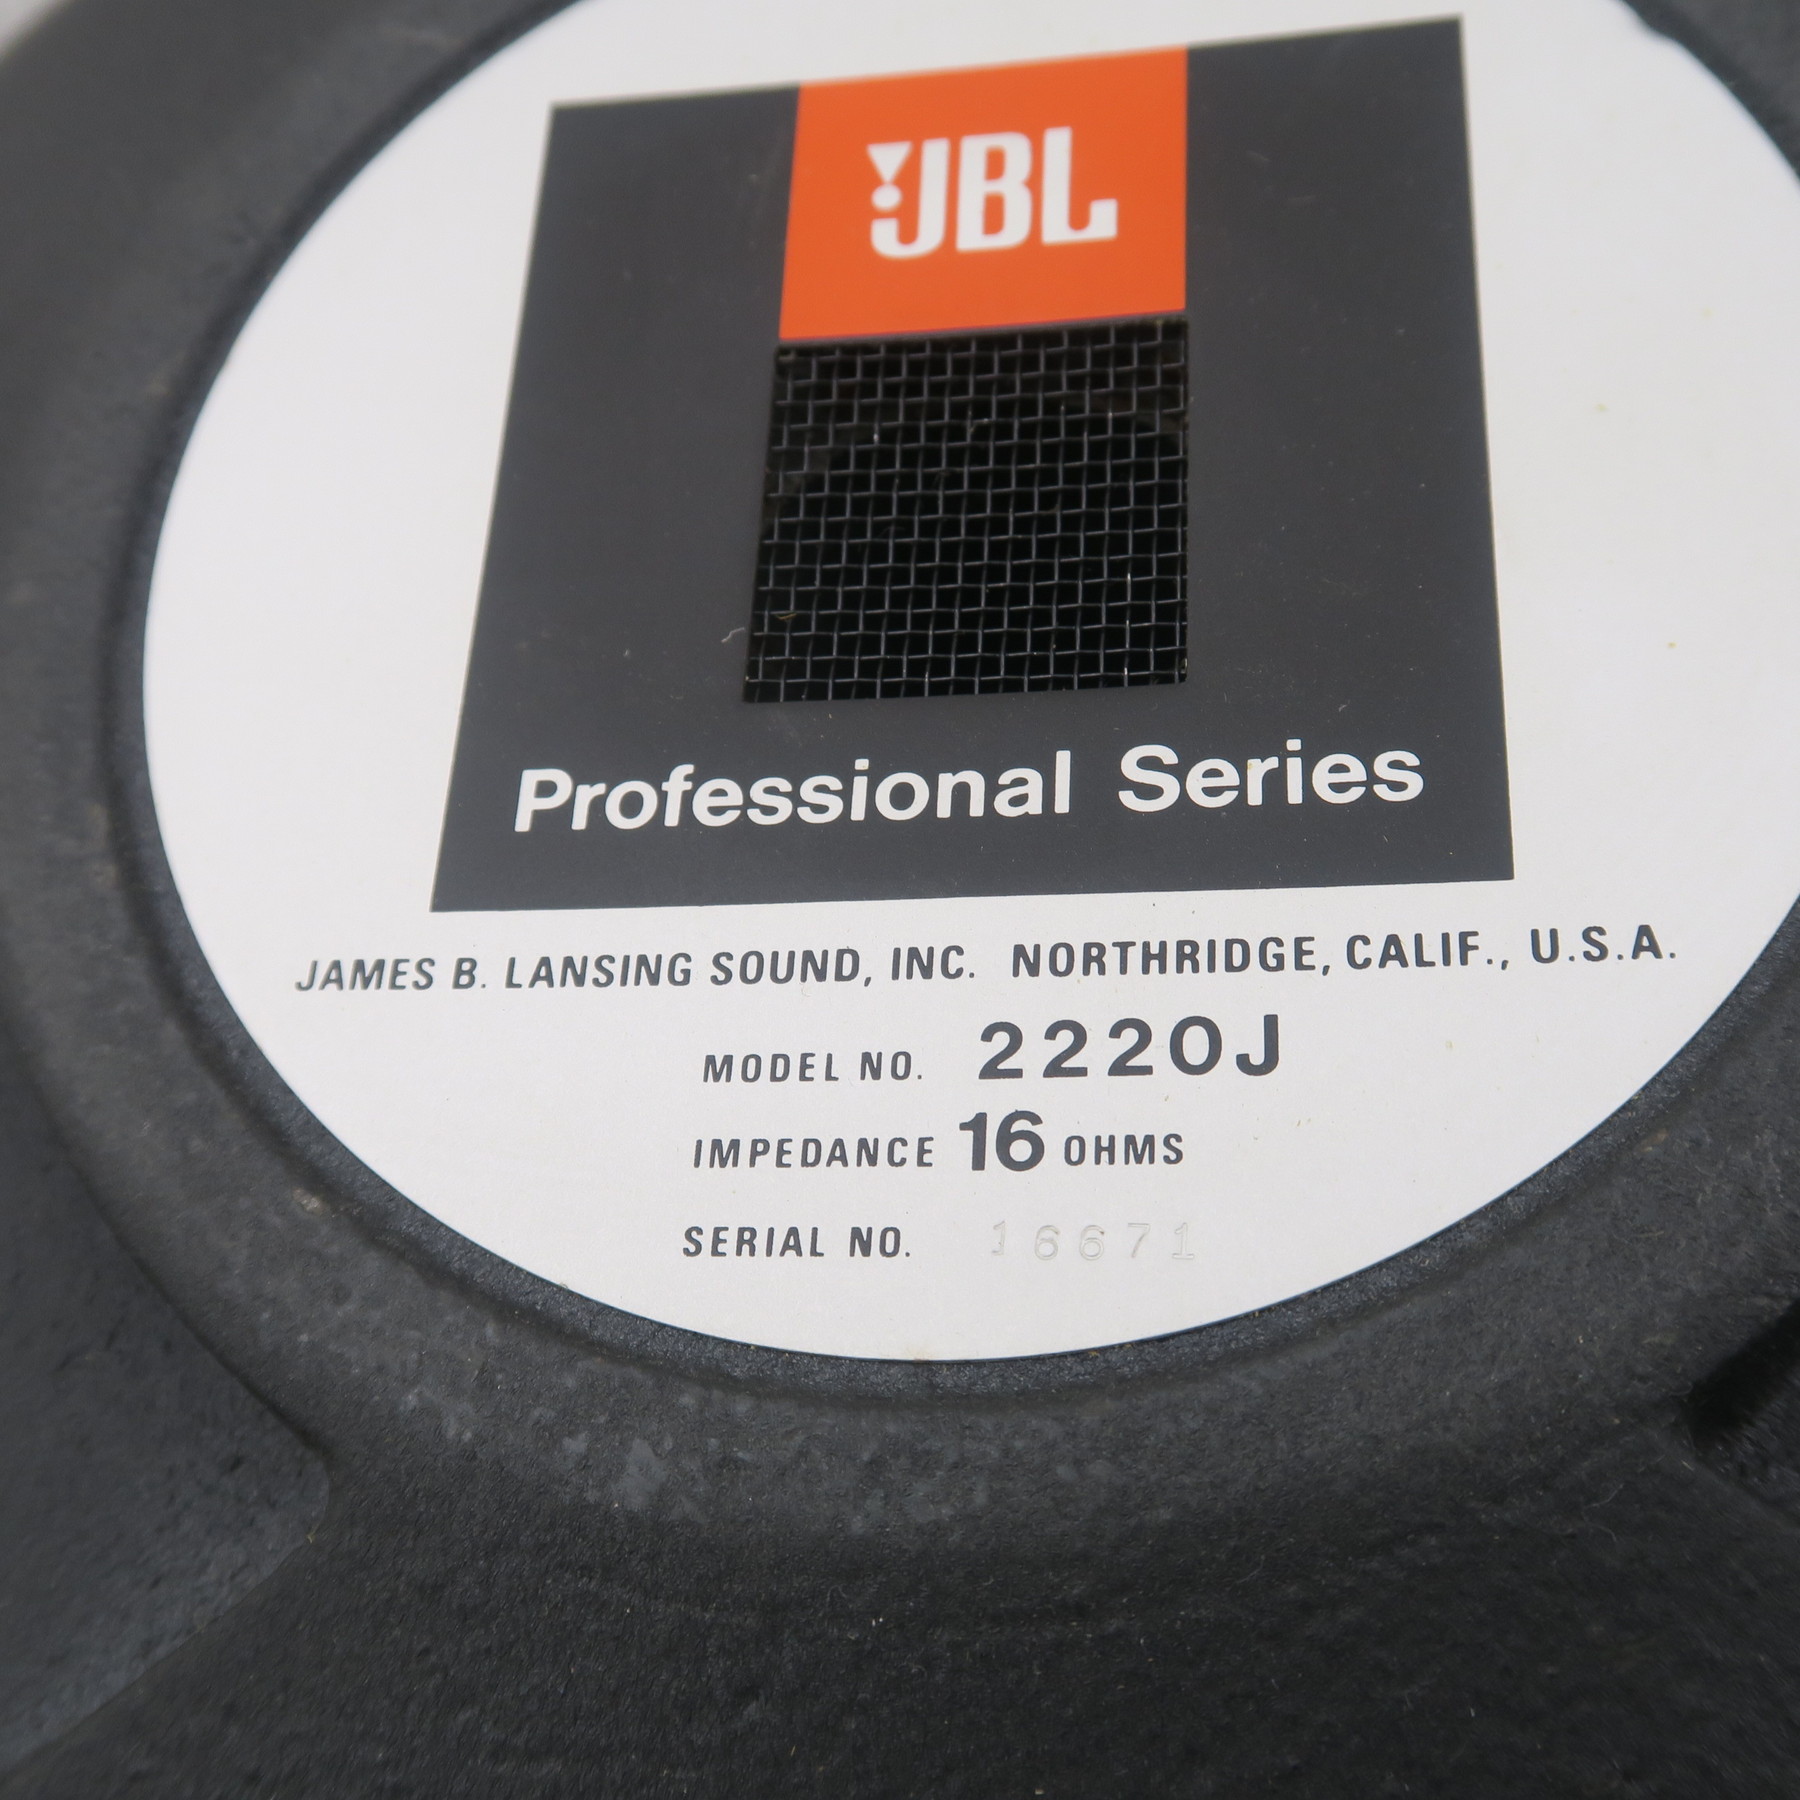 JBL
Professional Series
JAMES B. LANSING SOUND, INC. NORTHRIDGE, CALIF., U.S.A.
MODEL NO. 2220J
IMPEDANCE 16 OHMS
SERIAL NO. 16671